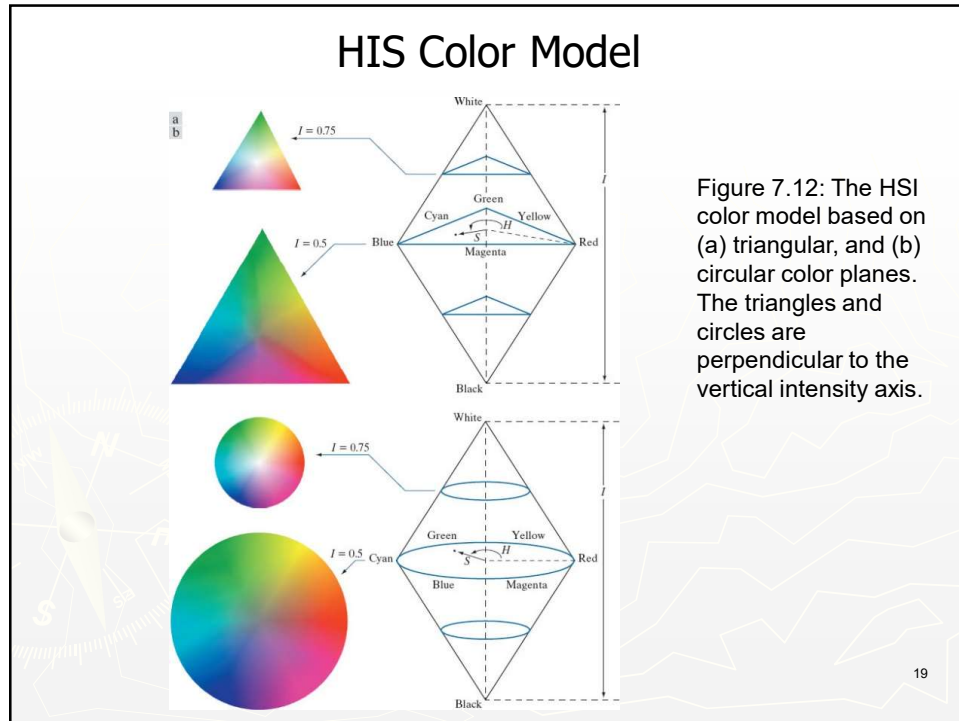 HIS Color Model
a
b
I = 0.75
White
I
Green
Cyan
Yellow
H
S
I = 0.5
Blue
Red
Magenta
Black
Figure 7.12: The HSI
color model based on
(a) triangular, and (b)
circular color planes.
The triangles and
circles are
perpendicular to the
vertical intensity axis.
White
I = 0.75
I
Green
Yellow
H
S
I = 0.5
Cyan
Red
Blue
Magenta
Black
N
S
SE
19